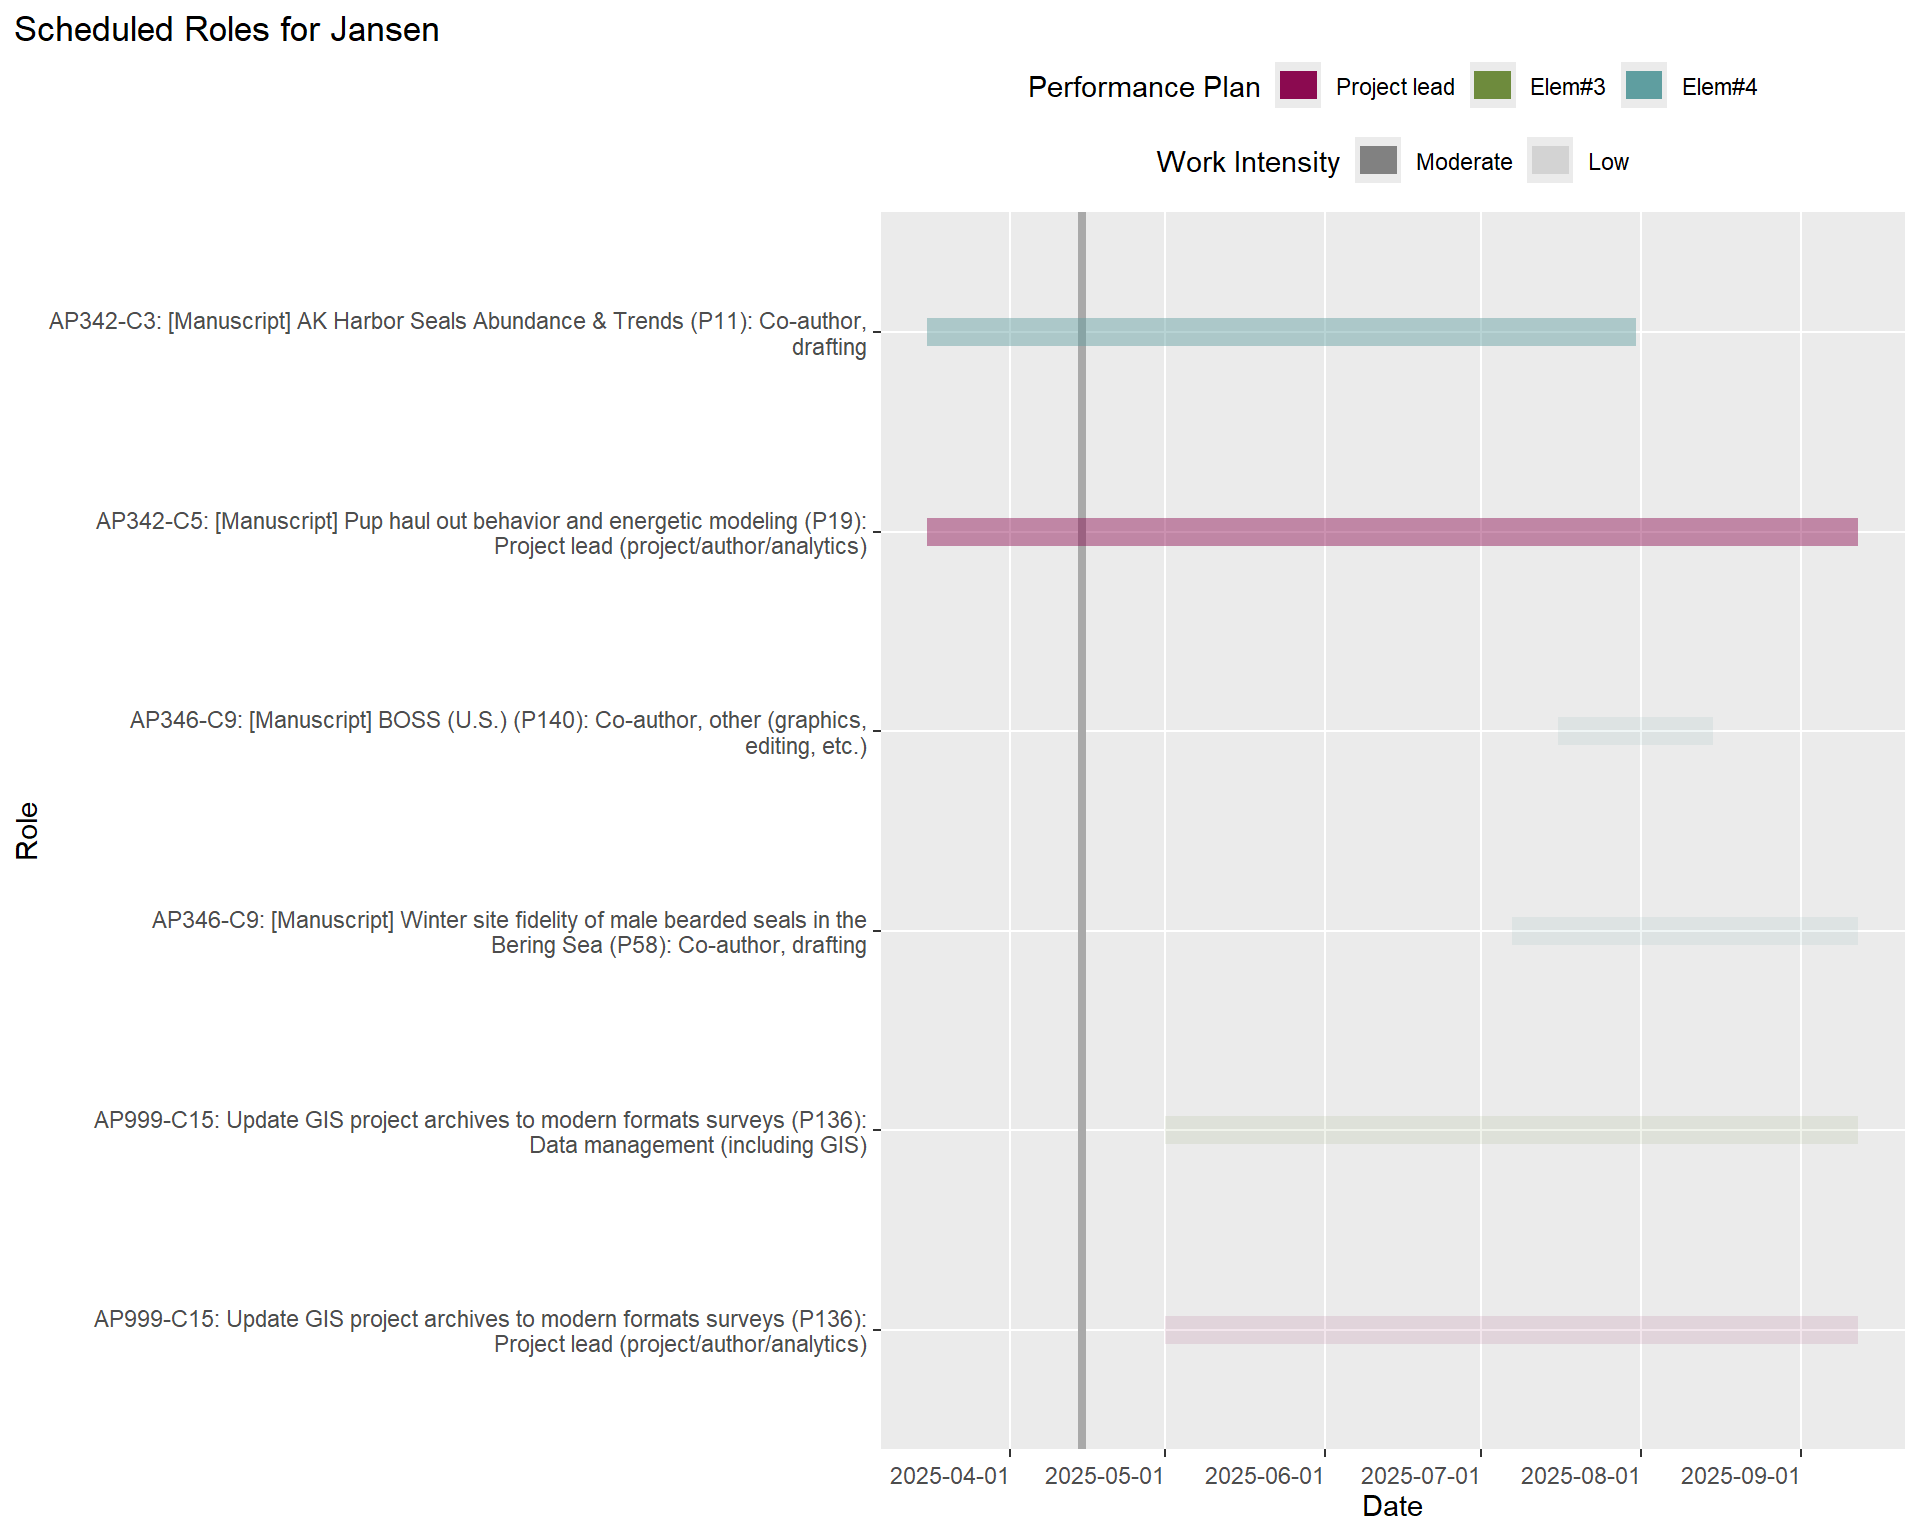 Scheduled Roles for Jansen
Performance Plan Project lead Elem#3 Elem#4
Work Intensity Moderate Low
AP342-C3: [Manuscript] AK Harbor Seals Abundance & Trends (P11): Co-author,
drafting
AP342-C5: [Manuscript] Pup haul out behavior and energetic modeling (P19):
Project lead (project/author/analytics)
AP346-C9: [Manuscript] BOSS (U.S.) (P140): Co-author, other (graphics,
editing, etc.)
AP346-C9: [Manuscript] Winter site fidelity of male bearded seals in the
Bering Sea (P58): Co-author, drafting
AP999-C15: Update GIS project archives to modern formats surveys (P136):
Data management (including GIS)
AP999-C15: Update GIS project archives to modern formats surveys (P136):
Project lead (project/author/analytics)
Role
2025-04-01 2025-05-01 2025-06-01 2025-07-01 2025-08-01 2025-09-01
Date